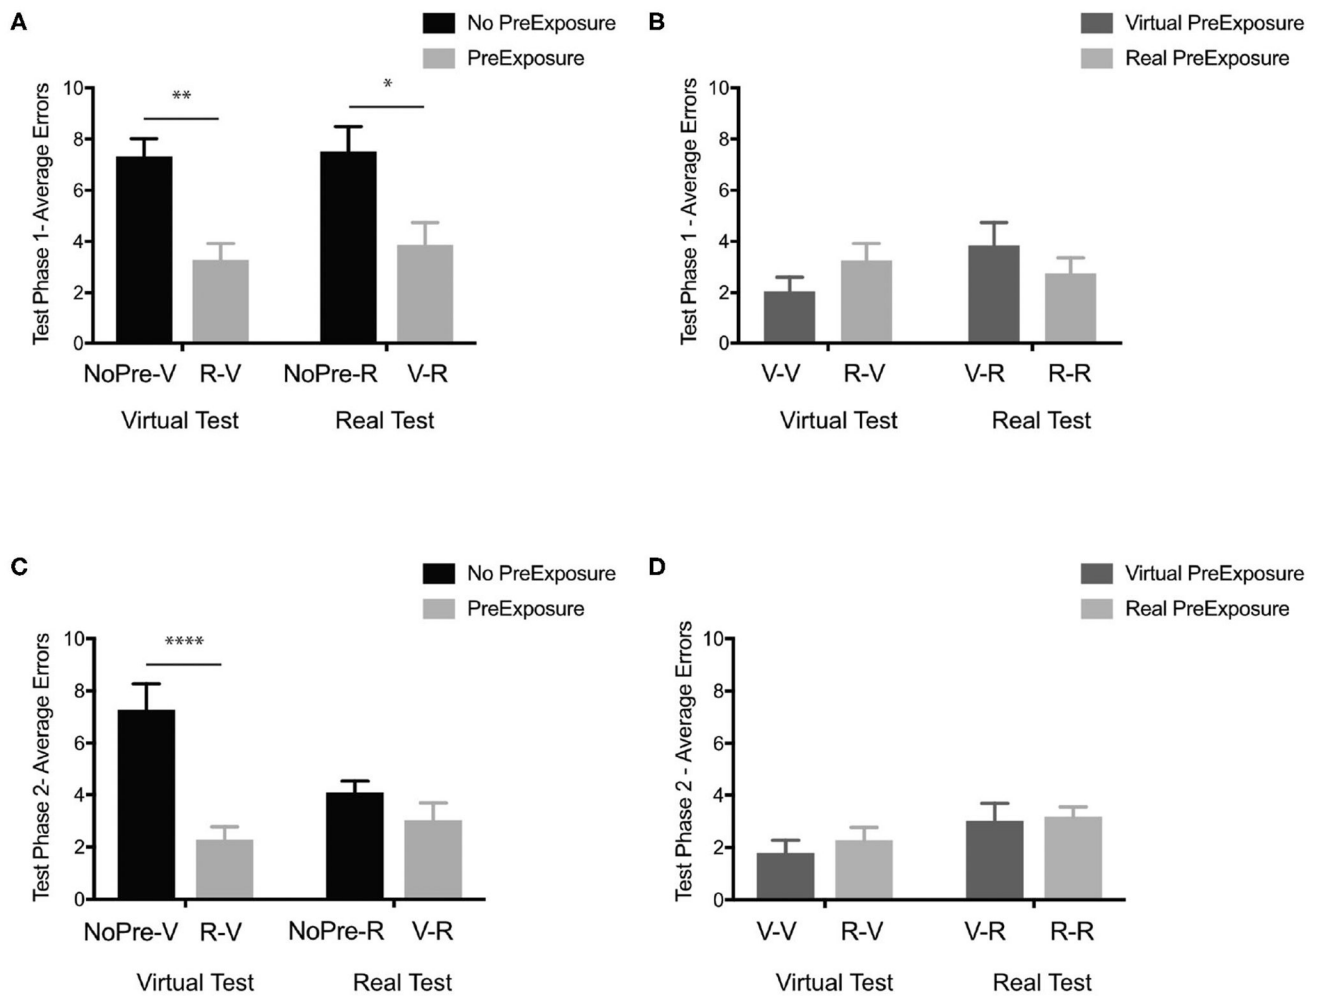 A
No PreExposure
PreExposure
Test Phase 1- Average Errors
10
8
6
4
2
0
**
*
NoPre-V R-V NoPre-R V-R
Virtual Test Real Test
B
Virtual PreExposure
Real PreExposure
Test Phase 1 - Average Errors
10
8
6
4
2
0
V-V R-V V-R R-R
Virtual Test Real Test
C
No PreExposure
PreExposure
Test Phase 2- Average Errors
10
8
6
4
2
0
****
NoPre-V R-V NoPre-R V-R
Virtual Test Real Test
D
Virtual PreExposure
Real PreExposure
Test Phase 2 - Average Errors
10
8
6
4
2
0
V-V R-V V-R R-R
Virtual Test Real Test